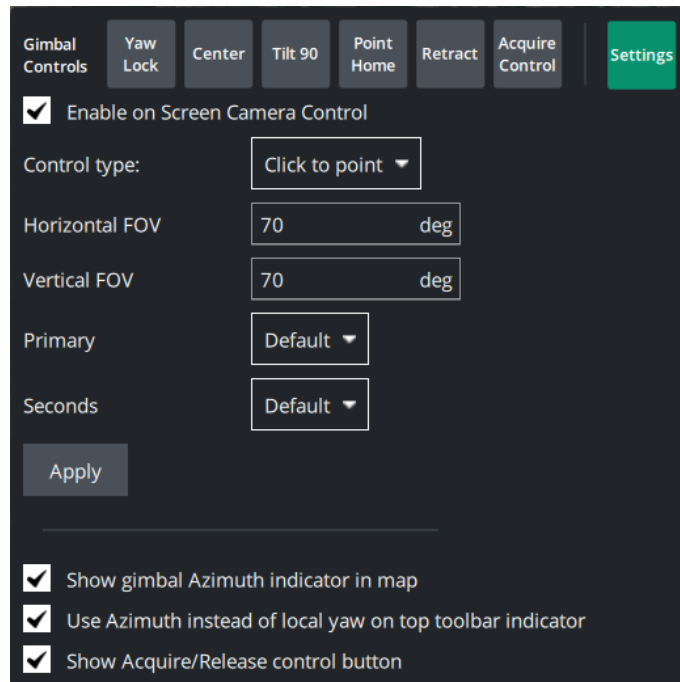 Gimbal Controls
Yaw Lock
Center
Tilt 90
Point Home
Retract
Acquire Control
Settings
Enable on Screen Camera Control
Control type: Click to point
Horizontal FOV 70 deg
Vertical FOV 70 deg
Primary Default
Seconds Default
Apply
Show gimbal Azimuth indicator in map
Use Azimuth instead of local yaw on top toolbar indicator
Show Acquire/Release control button